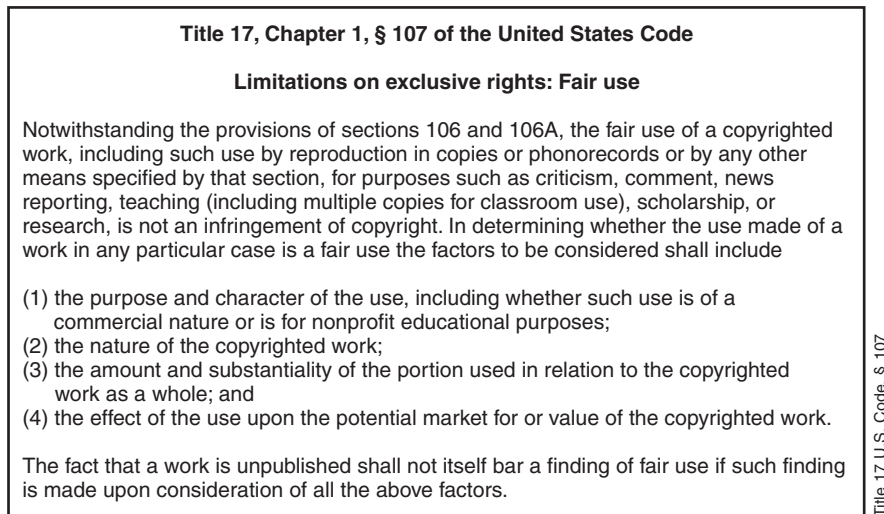 Title 17, Chapter 1, § 107 of the United States Code
Limitations on exclusive rights: Fair use
Notwithstanding the provisions of sections 106 and 106A, the fair use of a copyrighted
work, including such use by reproduction in copies or phonorecords or by any other
means specified by that section, for purposes such as criticism, comment, news
reporting, teaching (including multiple copies for classroom use), scholarship, or
research, is not an infringement of copyright. In determining whether the use made of a
work in any particular case is a fair use the factors to be considered shall include
(1) the purpose and character of the use, including whether such use is of a
commercial nature or is for nonprofit educational purposes;
(2) the nature of the copyrighted work;
(3) the amount and substantiality of the portion used in relation to the copyrighted
work as a whole; and
(4) the effect of the use upon the potential market for or value of the copyrighted work.
The fact that a work is unpublished shall not itself bar a finding of fair use if such finding
is made upon consideration of all the above factors.
Title 17 U.S. Code, § 107